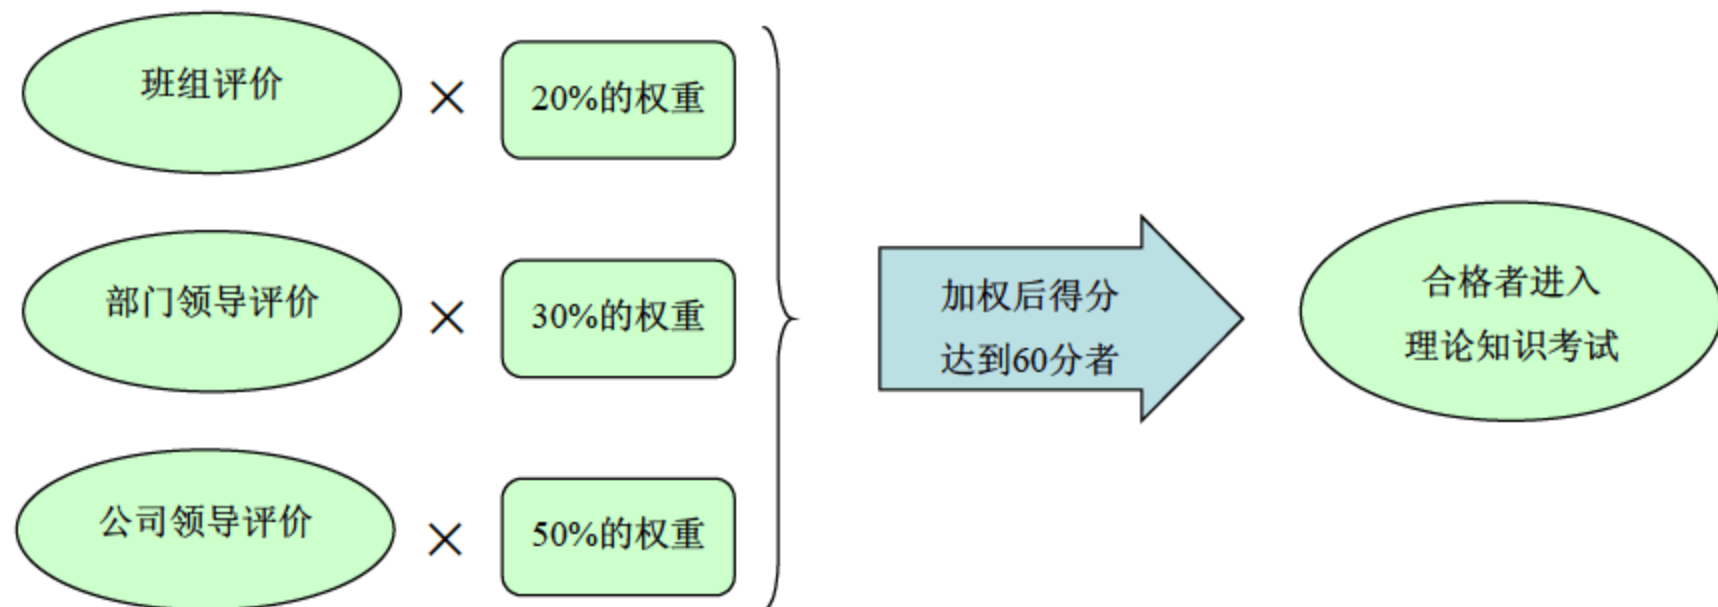 班组评价
×
20%的权重
部门领导评价
×
30%的权重
公司领导评价
×
50%的权重
加权后得分
达到60分者
合格者进入
理论知识考试